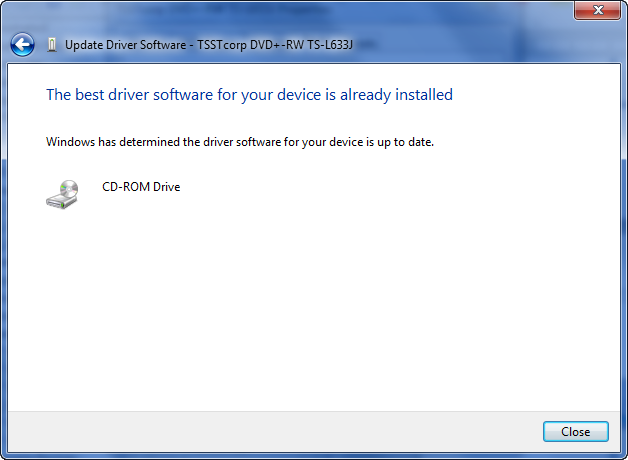 Update Driver Software - TSSTcorp DVD+-RW TS-L633J
The best driver software for your device is already installed
Windows has determined the driver software for your device is up to date.
CD-ROM Drive
Close